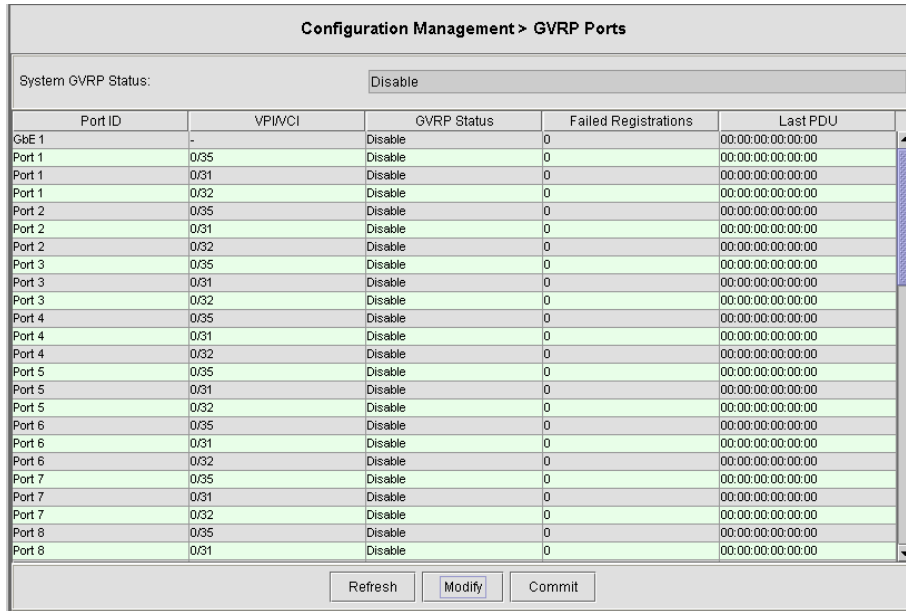 Configuration Management > GVRP Ports
System GVRP Status: Disable
Port ID VPI/VCI GVRP Status Failed Registrations Last PDU
GbE 1 - Disable 0 00:00:00:00:00:00
Port 1 0/35 Disable 0 00:00:00:00:00:00
Port 1 0/31 Disable 0 00:00:00:00:00:00
Port 1 0/32 Disable 0 00:00:00:00:00:00
Port 2 0/35 Disable 0 00:00:00:00:00:00
Port 2 0/31 Disable 0 00:00:00:00:00:00
Port 2 0/32 Disable 0 00:00:00:00:00:00
Port 3 0/35 Disable 0 00:00:00:00:00:00
Port 3 0/31 Disable 0 00:00:00:00:00:00
Port 3 0/32 Disable 0 00:00:00:00:00:00
Port 4 0/35 Disable 0 00:00:00:00:00:00
Port 4 0/31 Disable 0 00:00:00:00:00:00
Port 4 0/32 Disable 0 00:00:00:00:00:00
Port 5 0/35 Disable 0 00:00:00:00:00:00
Port 5 0/31 Disable 0 00:00:00:00:00:00
Port 5 0/32 Disable 0 00:00:00:00:00:00
Port 6 0/35 Disable 0 00:00:00:00:00:00
Port 6 0/31 Disable 0 00:00:00:00:00:00
Port 6 0/32 Disable 0 00:00:00:00:00:00
Port 7 0/35 Disable 0 00:00:00:00:00:00
Port 7 0/31 Disable 0 00:00:00:00:00:00
Port 7 0/32 Disable 0 00:00:00:00:00:00
Port 8 0/35 Disable 0 00:00:00:00:00:00
Port 8 0/31 Disable 0 00:00:00:00:00:00
Refresh Modify Commit